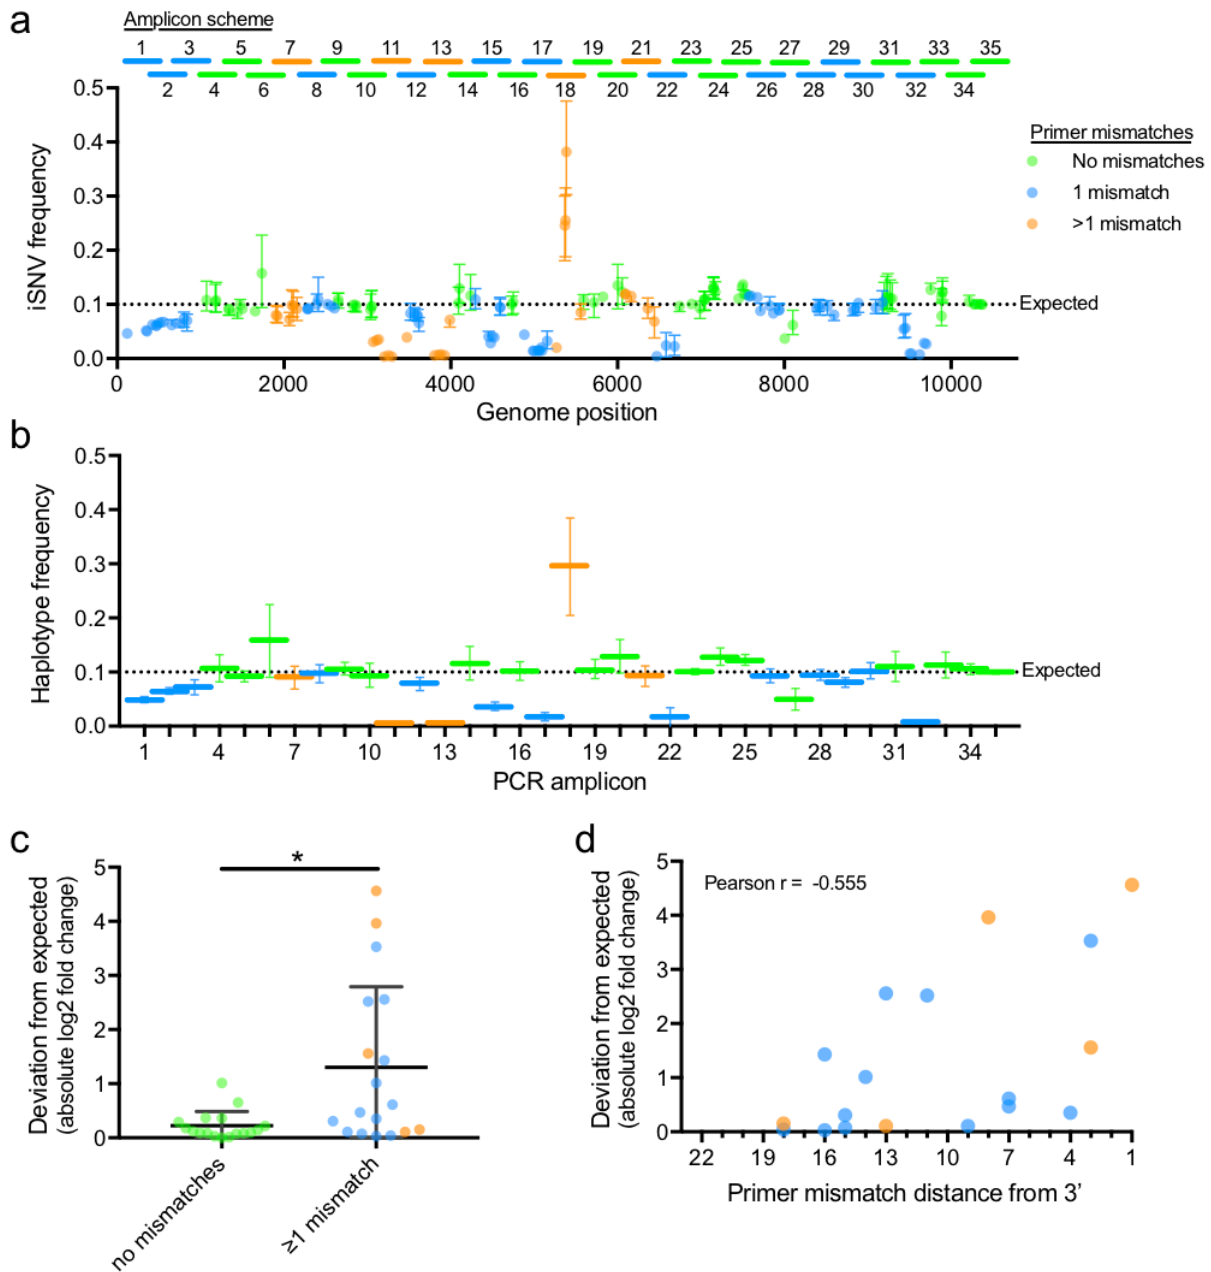 a
Amplicon scheme
1 3 5 7 9 11 13 15 17 19 21 23 25 27 29 31 33 35
2 4 6 8 10 12 14 16 18 20 22 24 26 28 30 32 34
iSNV frequency
0.5
0.4
0.3
0.2
0.1
0.0
Expected
0 2000 4000 6000 8000 10000
Genome position
Primer mismatches
No mismatches
1 mismatch
>1 mismatch
b
Haplotype frequency
0.5
0.4
0.3
0.2
0.1
0.0
Expected
1 4 7 10 13 16 19 22 25 28 31 34
PCR amplicon
c
Deviation from expected
(absolute log2 fold change)
5
4
3
2
1
0
*
no mismatches
≥1 mismatch
d
Deviation from expected
(absolute log2 fold change)
5
4
3
2
1
0
Pearson r = -0.555
22 19 16 13 10 7 4 1
Primer mismatch distance from 3’